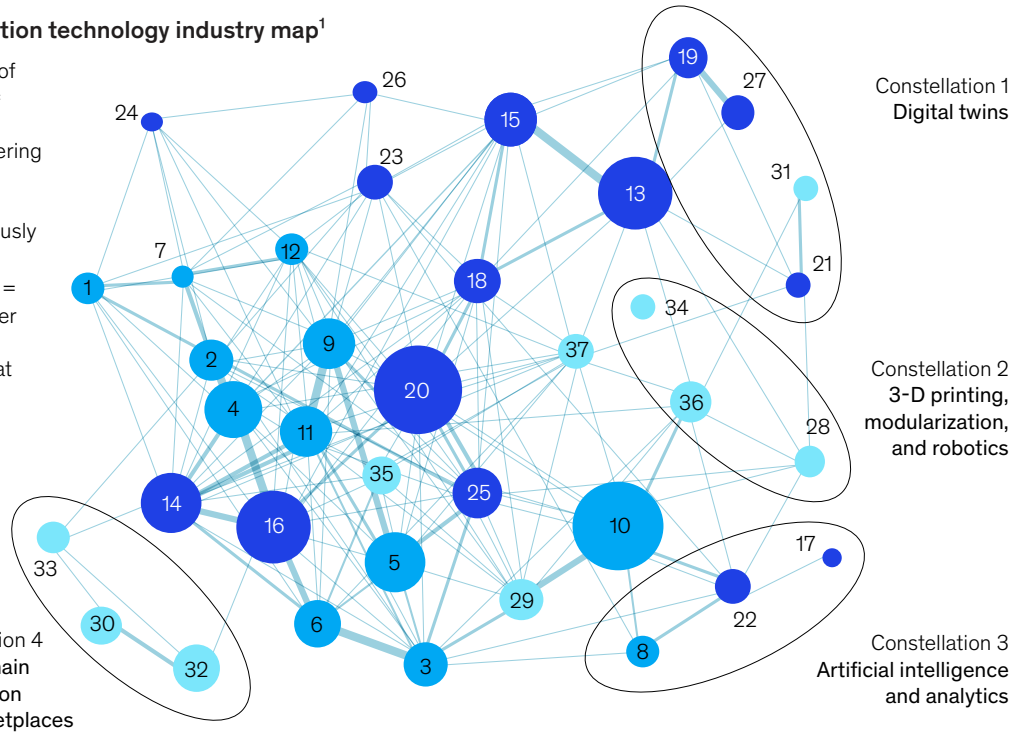 tion technology industry map¹
of
ering
usly
=
er
at
Constellation 1
Digital twins
Constellation 2
3-D printing,
modularization,
and robotics
Constellation 3
Artificial intelligence
and analytics
ion 4
ain
on
etplaces
19
27
26
24
15
23
31
13
7
12
21
1
18
34
9
37
2
20
36
4
11
28
35
14
25
16
10
17
33
5
29
22
30
6
8
32
3